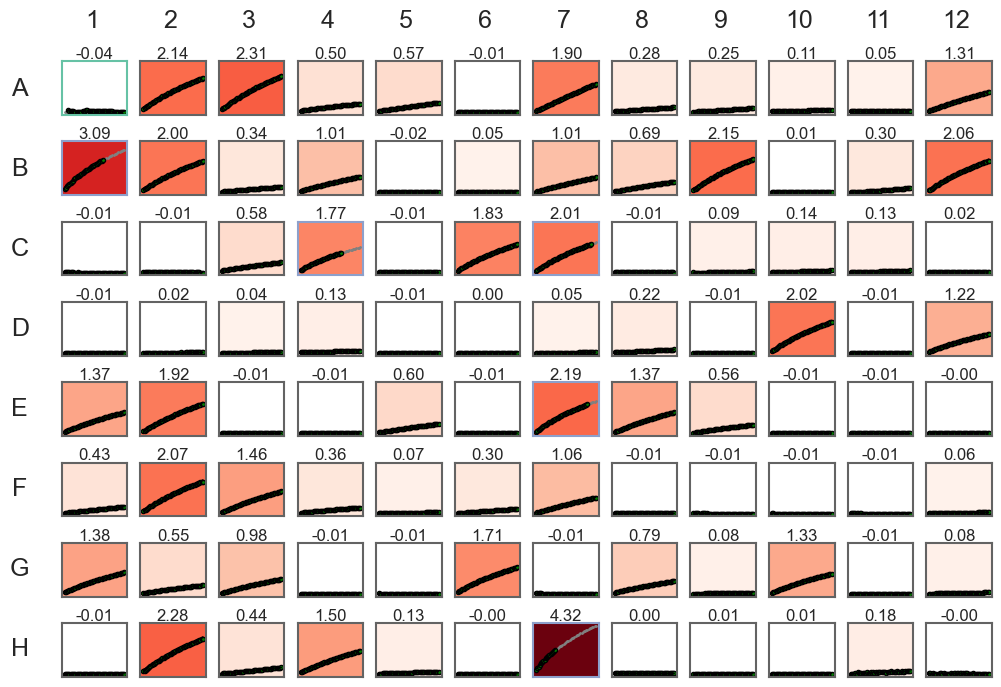 1 2 3 4 5 6 7 8 9 10 11 12
-0.04 2.14 2.31 0.50 0.57 -0.01 1.90 0.28 0.25 0.11 0.05 1.31
A
3.09 2.00 0.34 1.01 -0.02 0.05 1.01 0.69 2.15 0.01 0.30 2.06
B
-0.01 -0.01 0.58 1.77 -0.01 1.83 2.01 -0.01 0.09 0.14 0.13 0.02
C
-0.01 0.02 0.04 0.13 -0.01 0.00 0.05 0.22 -0.01 2.02 -0.01 1.22
D
1.37 1.92 -0.01 -0.01 0.60 -0.01 2.19 1.37 0.56 -0.01 -0.01 -0.00
E
0.43 2.07 1.46 0.36 0.07 0.30 1.06 -0.01 -0.01 -0.01 -0.01 0.06
F
1.38 0.55 0.98 -0.01 -0.01 1.71 -0.01 0.79 0.08 1.33 -0.01 0.08
G
-0.01 2.28 0.44 1.50 0.13 -0.00 4.32 0.00 0.01 0.01 0.18 -0.00
H